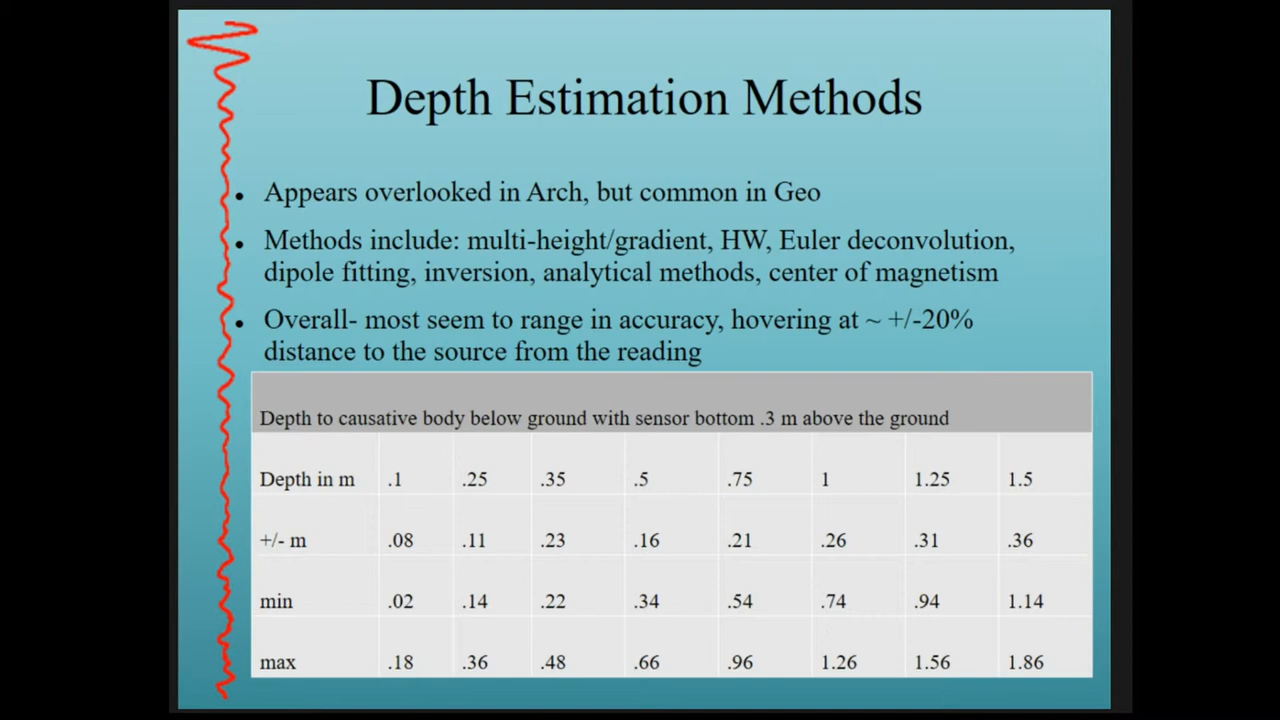 Depth Estimation Methods
• Appears overlooked in Arch, but common in Geo
• Methods include: multi-height/gradient, HW, Euler deconvolution,
dipole fitting, inversion, analytical methods, center of magnetism
• Overall- most seem to range in accuracy, hovering at ~ +/-20%
distance to the source from the reading
Depth to causative body below ground with sensor bottom .3 m above the ground
Depth in m .1 .25 .35 .5 .75 1 1.25 1.5
+/- m .08 .11 .23 .16 .21 .26 .31 .36
min .02 .14 .22 .34 .54 .74 .94 1.14
max .18 .36 .48 .66 .96 1.26 1.56 1.86